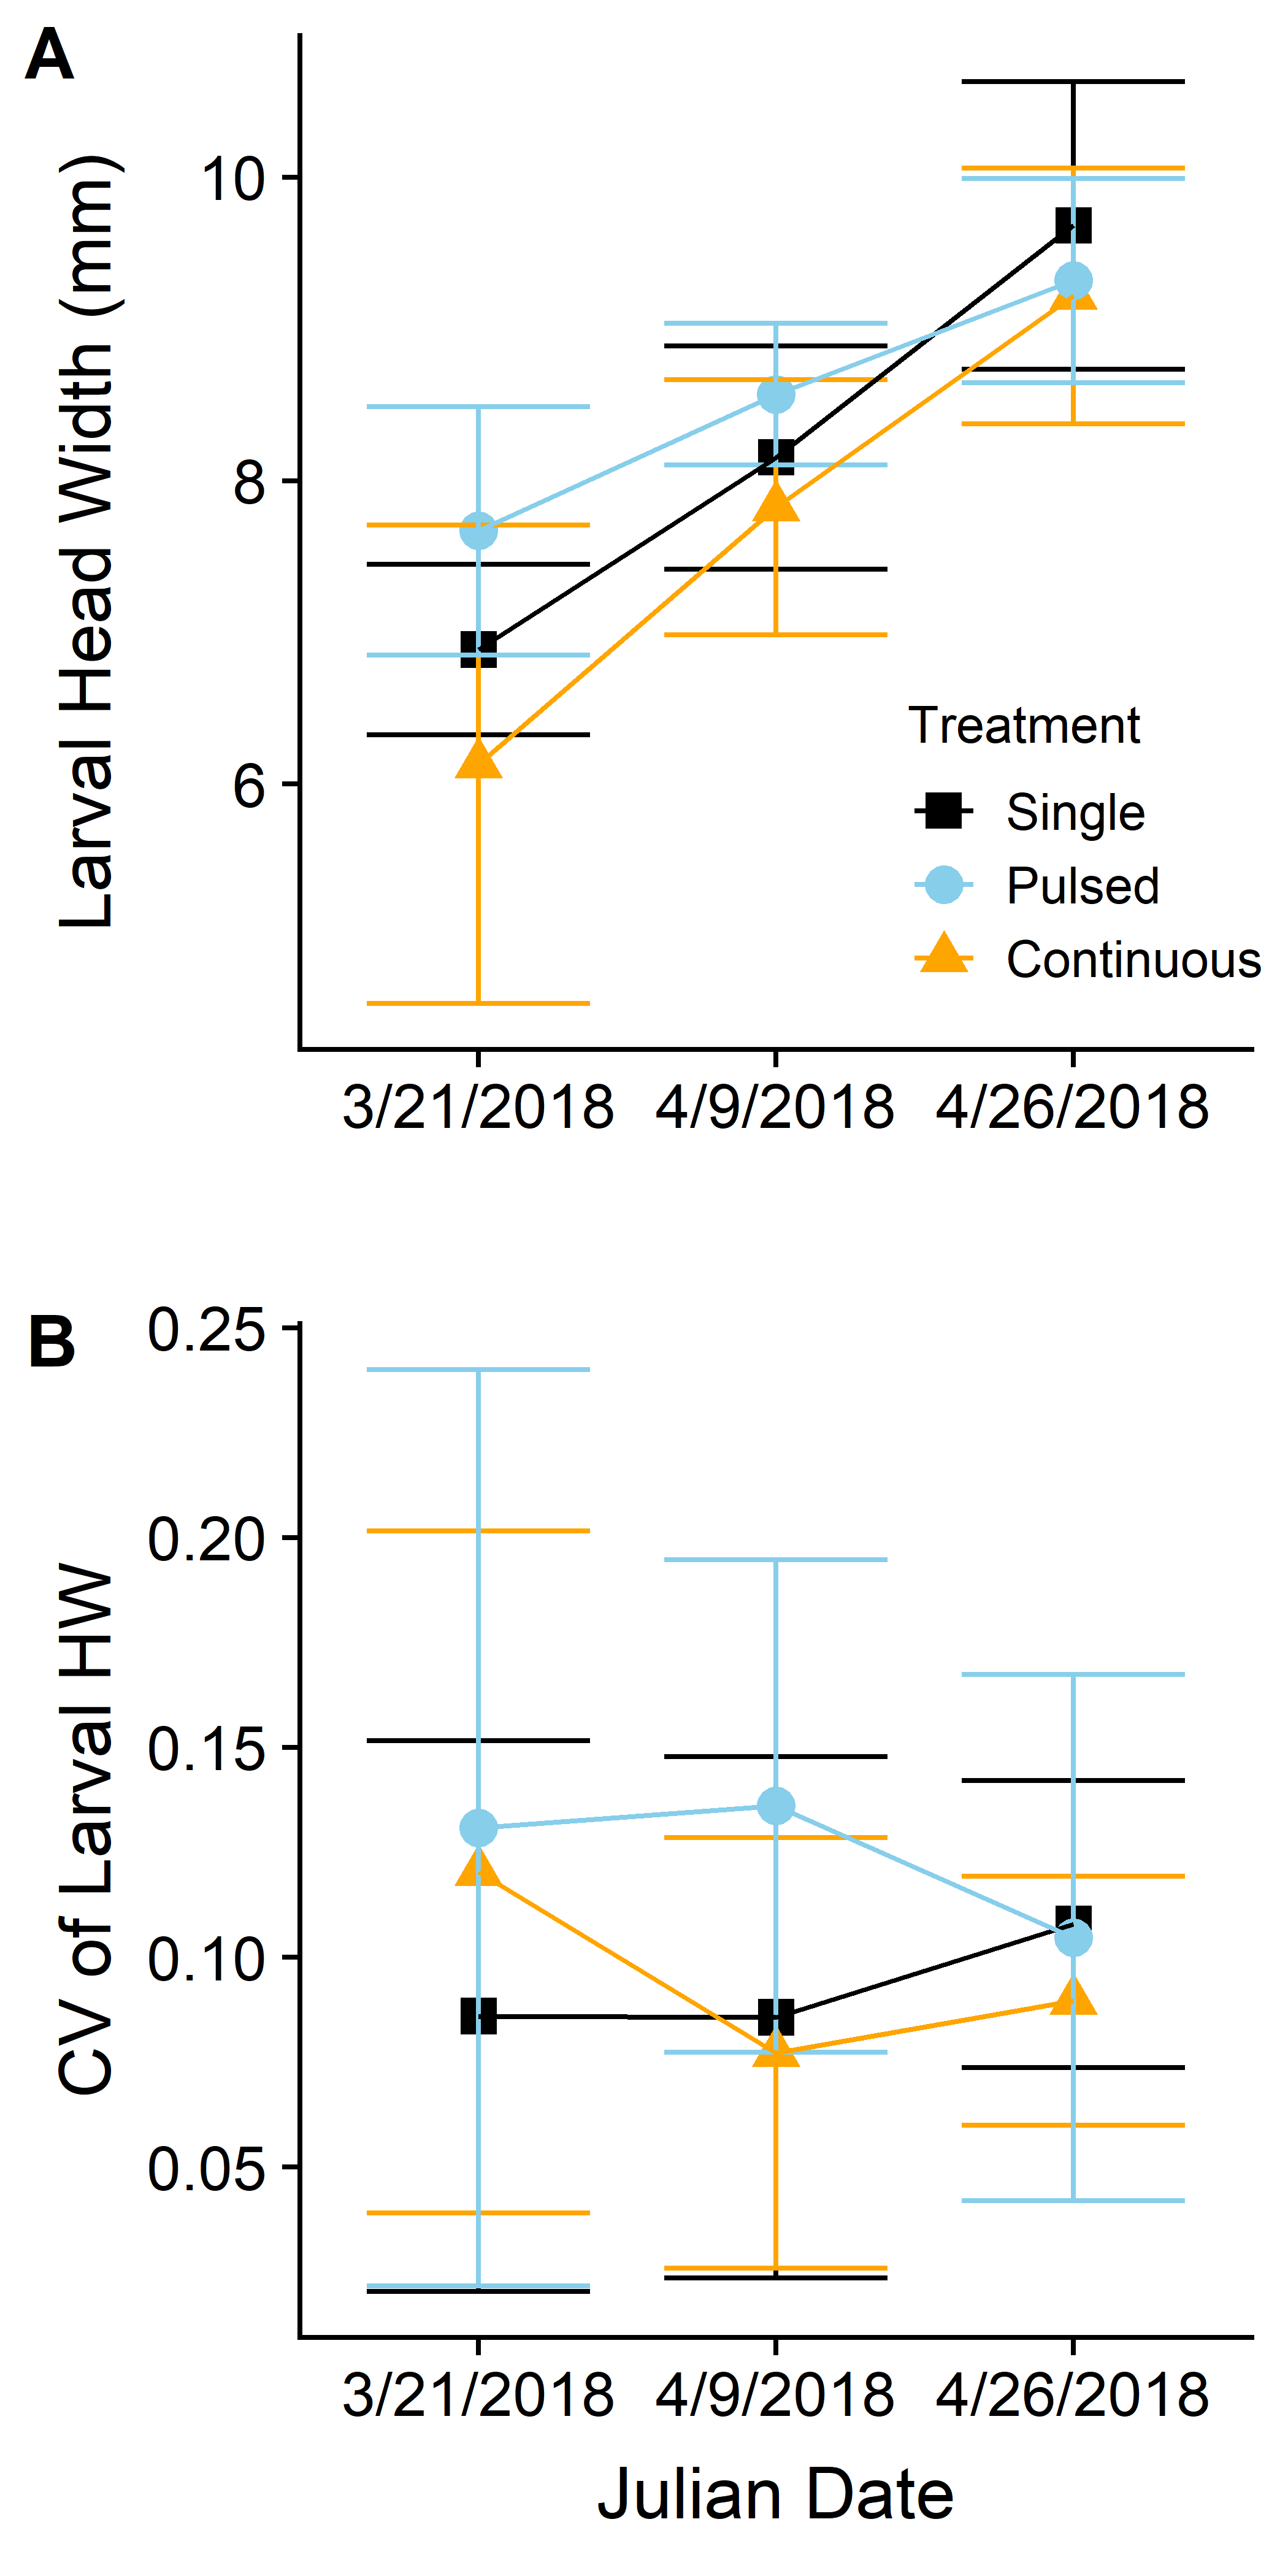 A
Larval Head Width (mm)
10
8
6
Treatment
Single
Pulsed
Continuous
3/21/2018 4/9/2018 4/26/2018
B
CV of Larval HW
0.25
0.20
0.15
0.10
0.05
3/21/2018 4/9/2018 4/26/2018
Julian Date